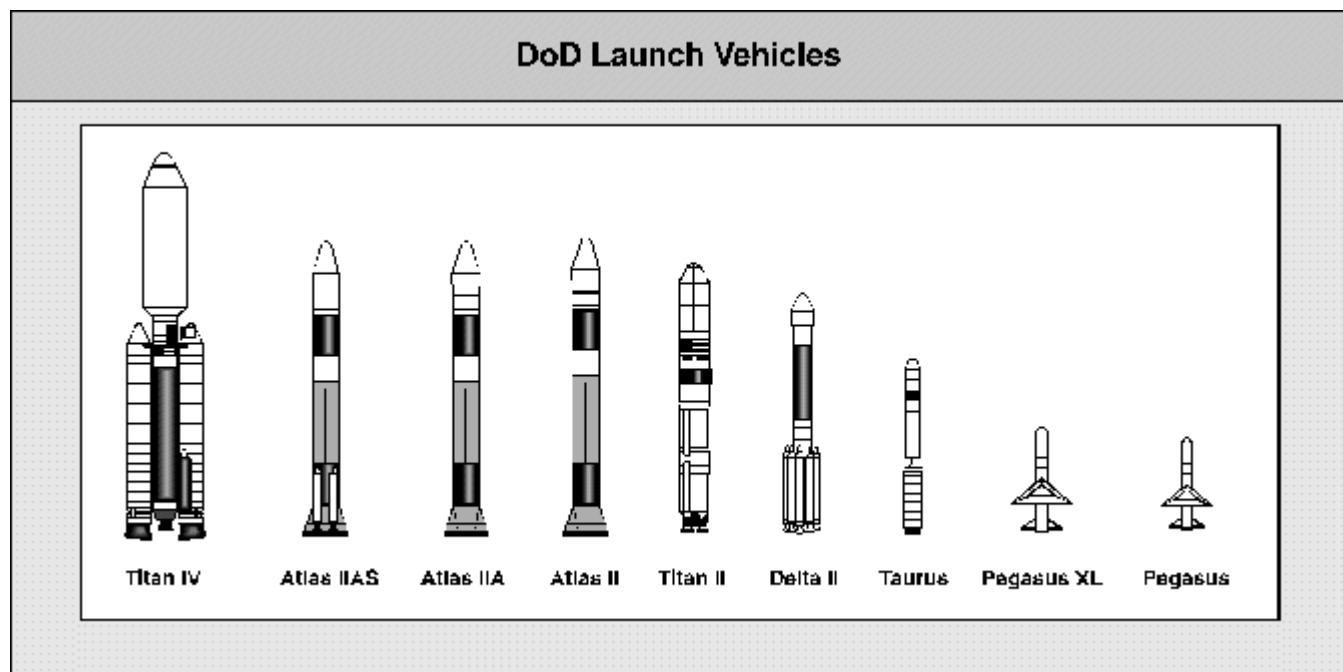 DoD Launch Vehicles
Titan IV Atlas IIAS Atlas IIA Atlas II Titan II Delta II Taurus Pegasus XL Pegasus